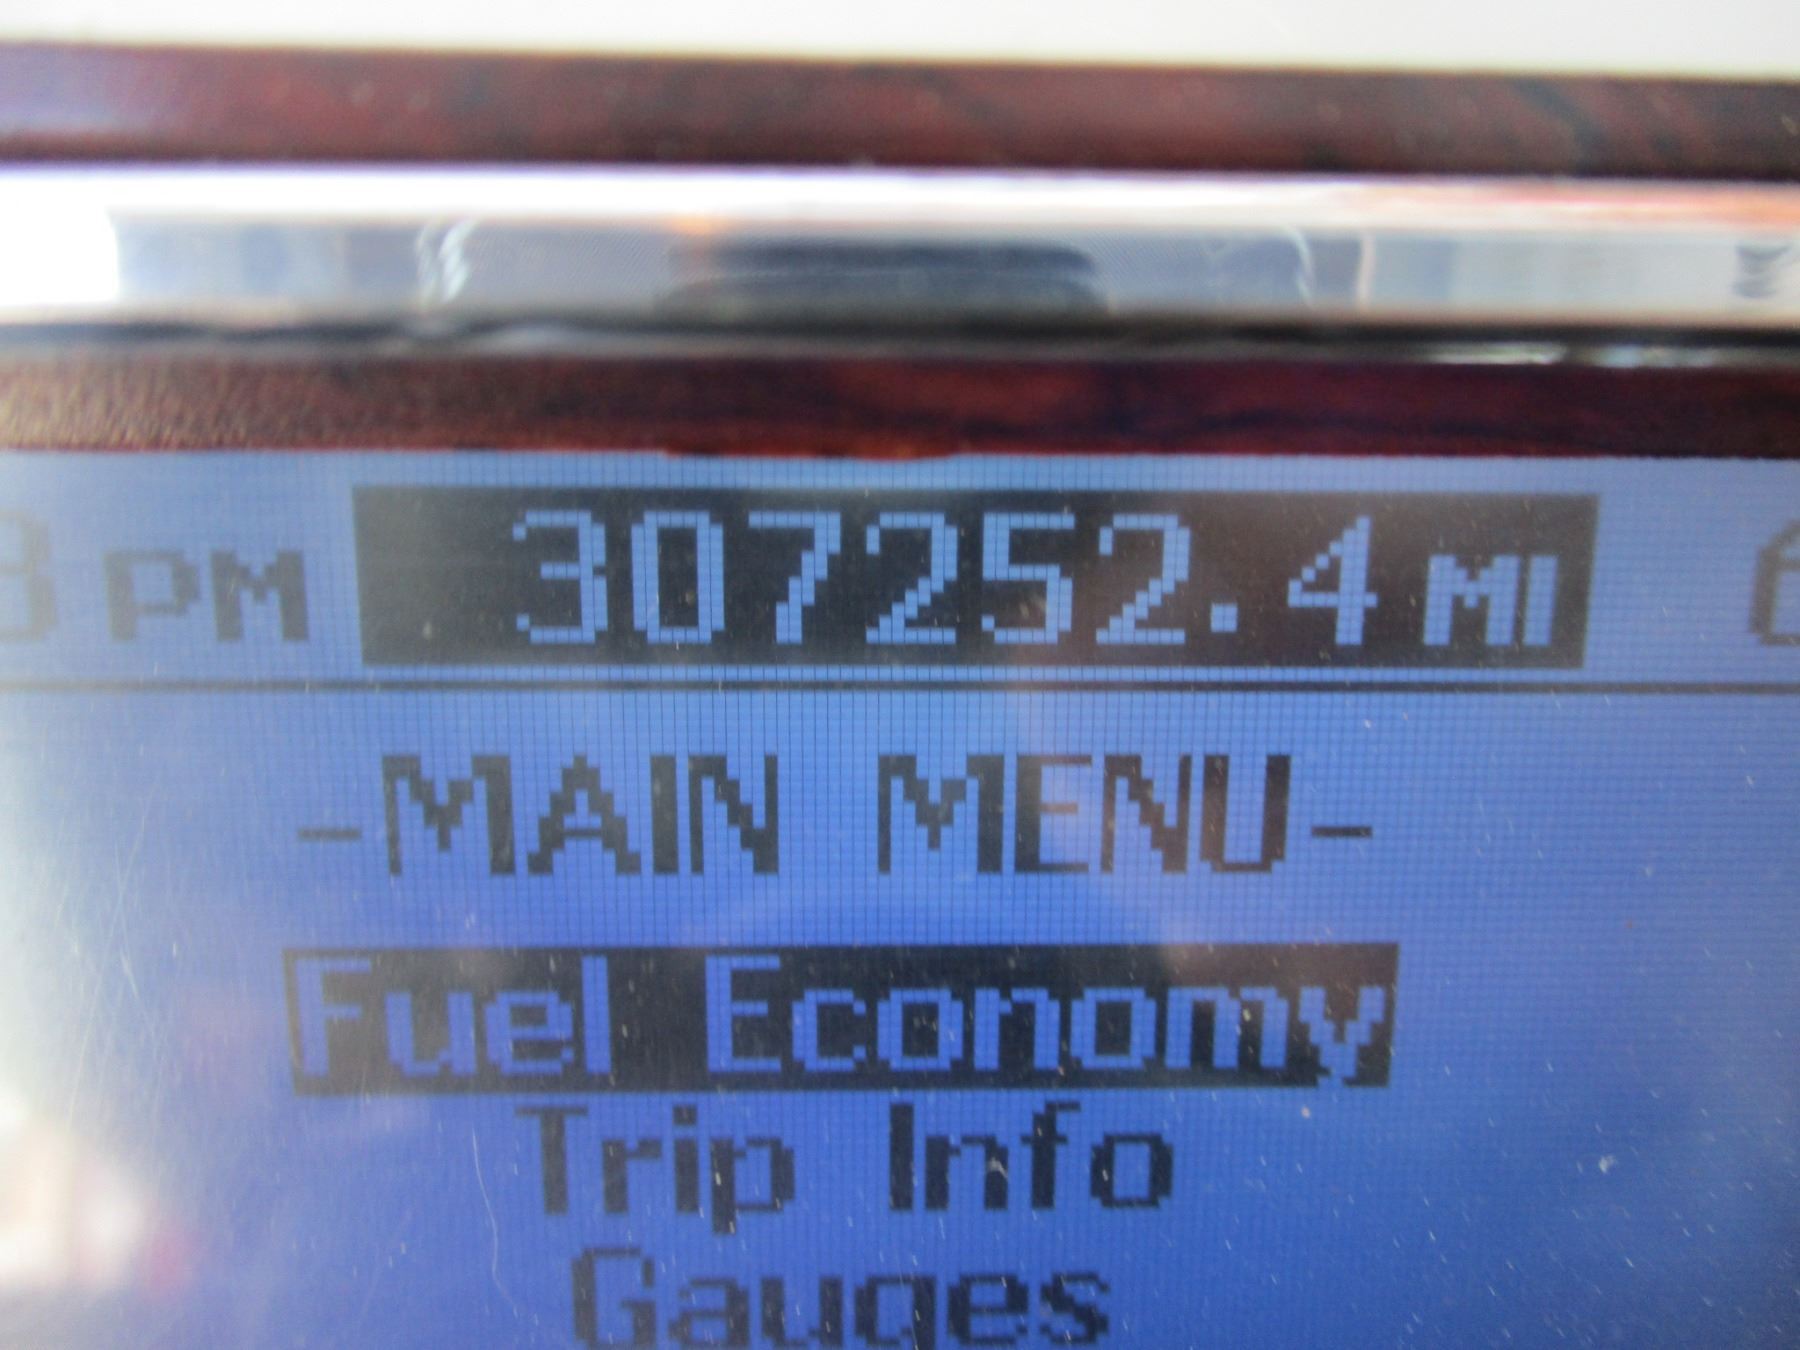 PM 307252.4 MI
-MAIN MENU-
Fuel Economy
Trip Info
Gauges